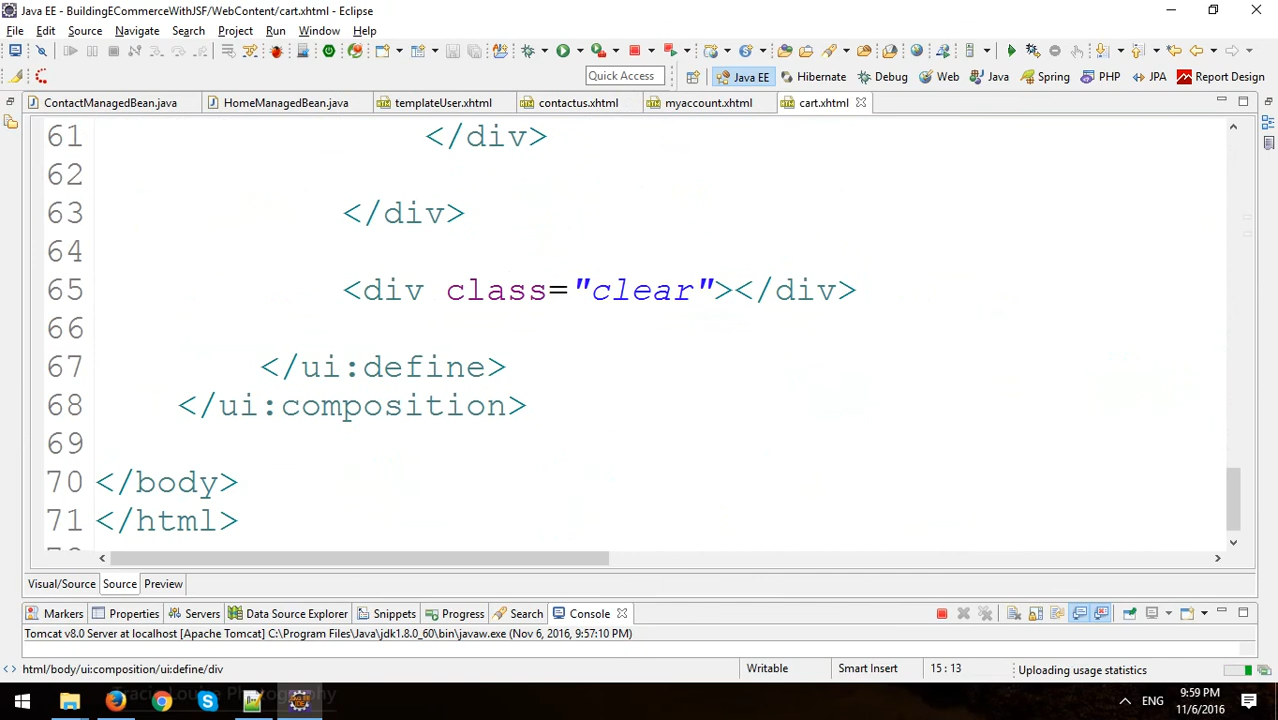 Java EE - BuildingECommerceWithJSF/WebContent/cart.xhtml - Eclipse
File Edit Source Navigate Search Project Run Window Help
Quick Access Java EE Hibernate Debug Web Java Spring PHP JPA Report Design
ContactManagedBean.java HomeManagedBean.java templateUser.xhtml contactus.xhtml myaccount.xhtml cart.xhtml
61 </div>
62
63 </div>
64
65 <div class="clear"></div>
66
67 </ui:define>
68 </ui:composition>
69
70 </body>
71 </html>
Visual/Source Source Preview
Markers Properties Servers Data Source Explorer Snippets Progress Search Console
Tomcat v8.0 Server at localhost [Apache Tomcat] C:\Program Files\Java\jdk1.8.0_60\bin\javaw.exe (Nov 6, 2016, 9:57:10 PM)
html/body/ui:composition/ui:define/div Writable Smart Insert 15 : 13 Uploading usage statistics
ENG 9:59 PM
11/6/2016